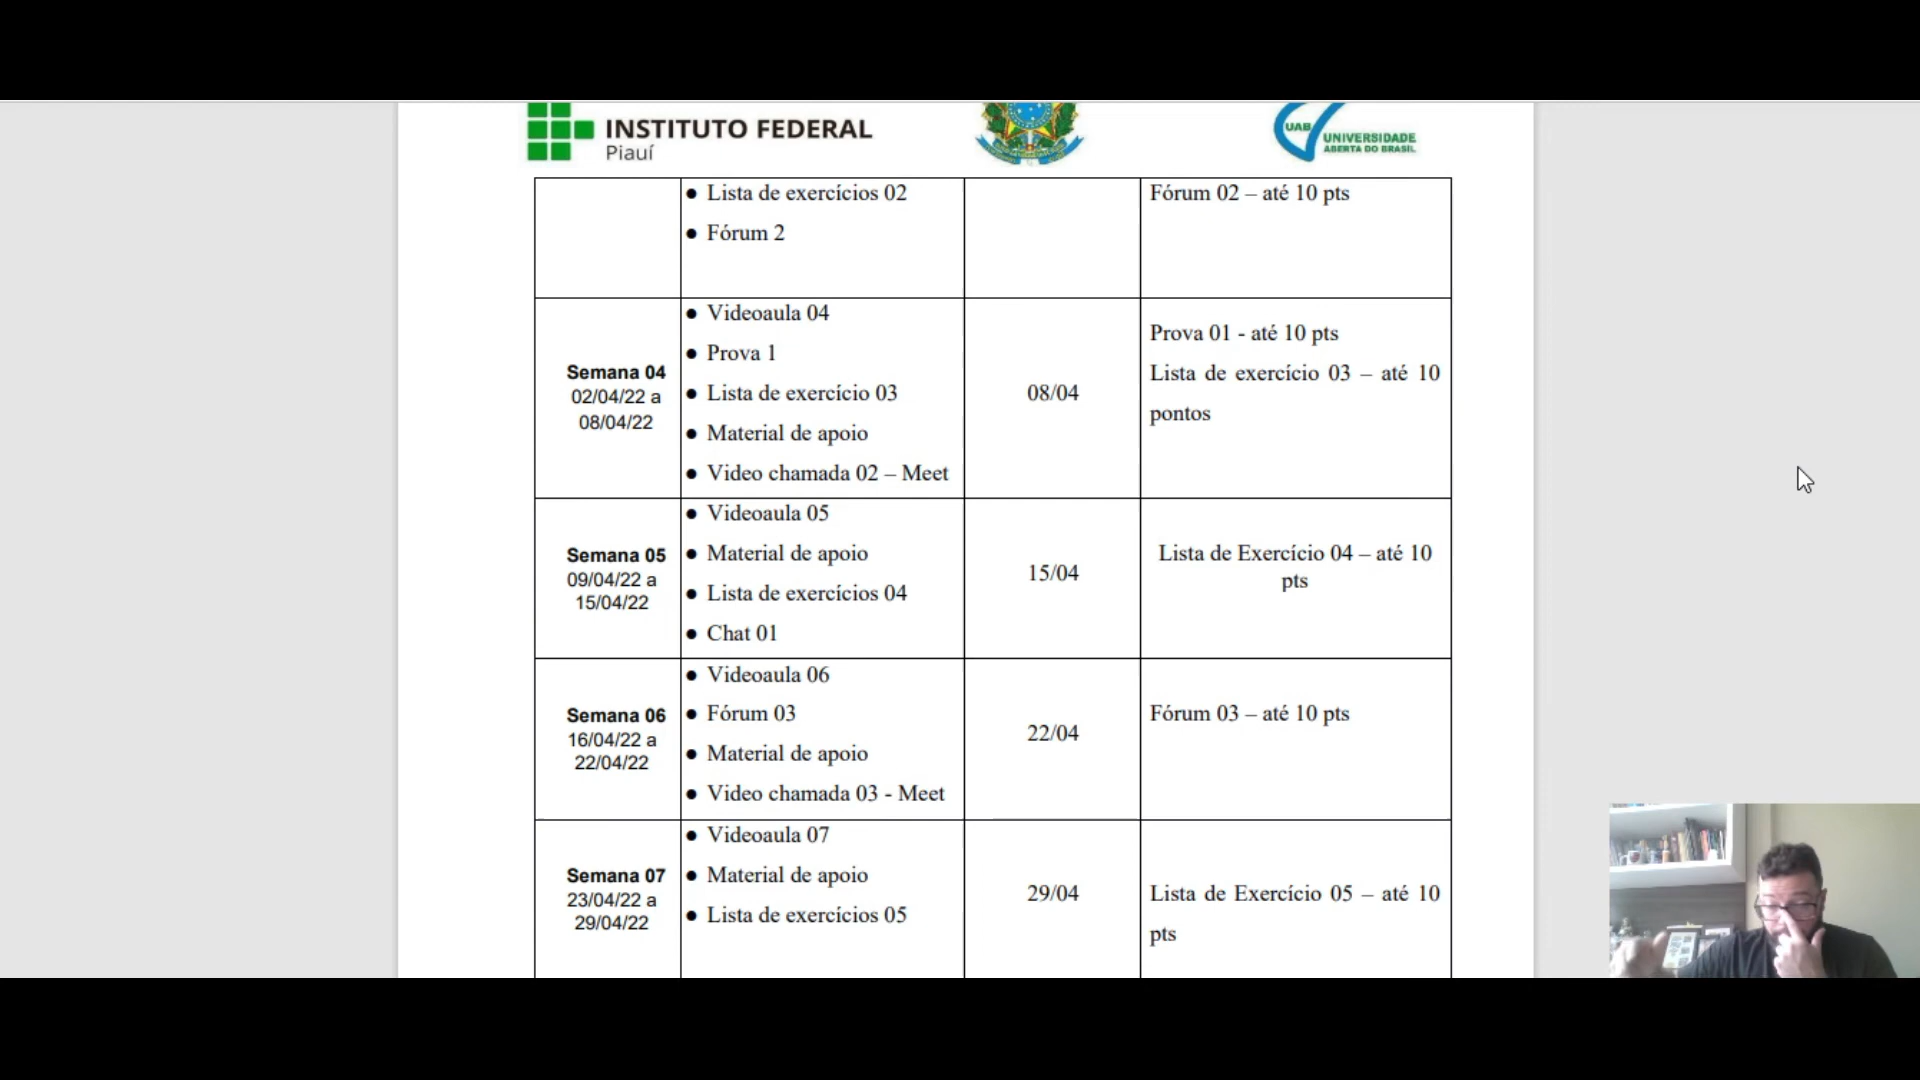 INSTITUTO FEDERAL
Piauí
UAB
UNIVERSIDADE
ABERTA DO BRASIL
● Lista de exercícios 02
● Fórum 2
Fórum 02 – até 10 pts
Semana 04
02/04/22 a
08/04/22
● Videoaula 04
● Prova 1
● Lista de exercício 03
● Material de apoio
● Video chamada 02 – Meet
08/04
Prova 01 - até 10 pts
Lista de exercício 03 – até 10
pontos
Semana 05
09/04/22 a
15/04/22
● Videoaula 05
● Material de apoio
● Lista de exercícios 04
● Chat 01
15/04
Lista de Exercício 04 – até 10
pts
Semana 06
16/04/22 a
22/04/22
● Videoaula 06
● Fórum 03
● Material de apoio
● Video chamada 03 - Meet
22/04
Fórum 03 – até 10 pts
Semana 07
23/04/22 a
29/04/22
● Videoaula 07
● Material de apoio
● Lista de exercícios 05
29/04
Lista de Exercício 05 – até 10
pts